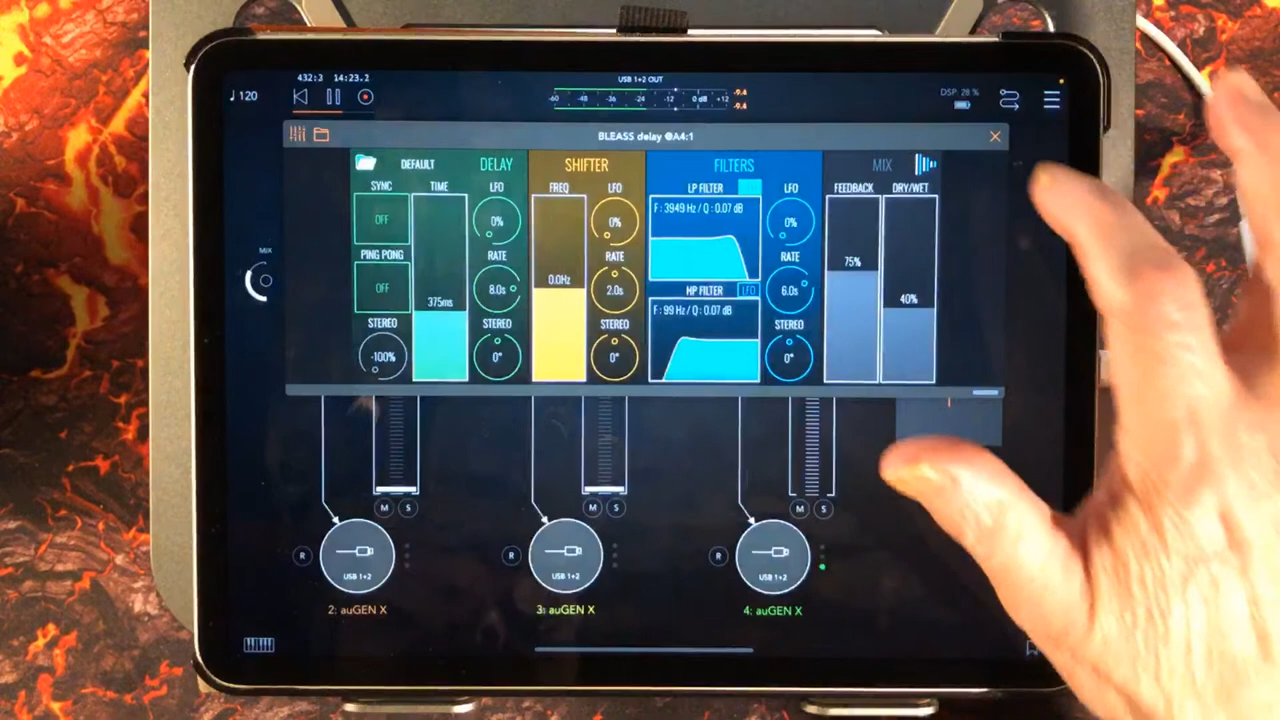 432:3 14:23.2
USB 1+2 OUT
♩ 120
-60 -48 -36 -24 -12 0 dB +12
-9.4
-9.4
DSP: 28 %
BLEASS delay @A4:1
DEFAULT DELAY SHIFTER FILTERS MIX
SYNC TIME LFO FREQ LFO LP FILTER LFO FEEDBACK DRY/WET
OFF 0% 0% F: 3949 Hz / Q: 0.07 dB 0%
MIX
PING PONG RATE RATE RATE 75%
OFF 375ms 8.0s 0.0Hz 2.0s HP FILTER LFO 6.0s 40%
STEREO STEREO STEREO F: 99 Hz / Q: 0.07 dB STEREO
-100% 0° 0° 0°
M S M S M S
R R R
USB 1+2 USB 1+2 USB 1+2
2: auGEN X 3: auGEN X 4: auGEN X